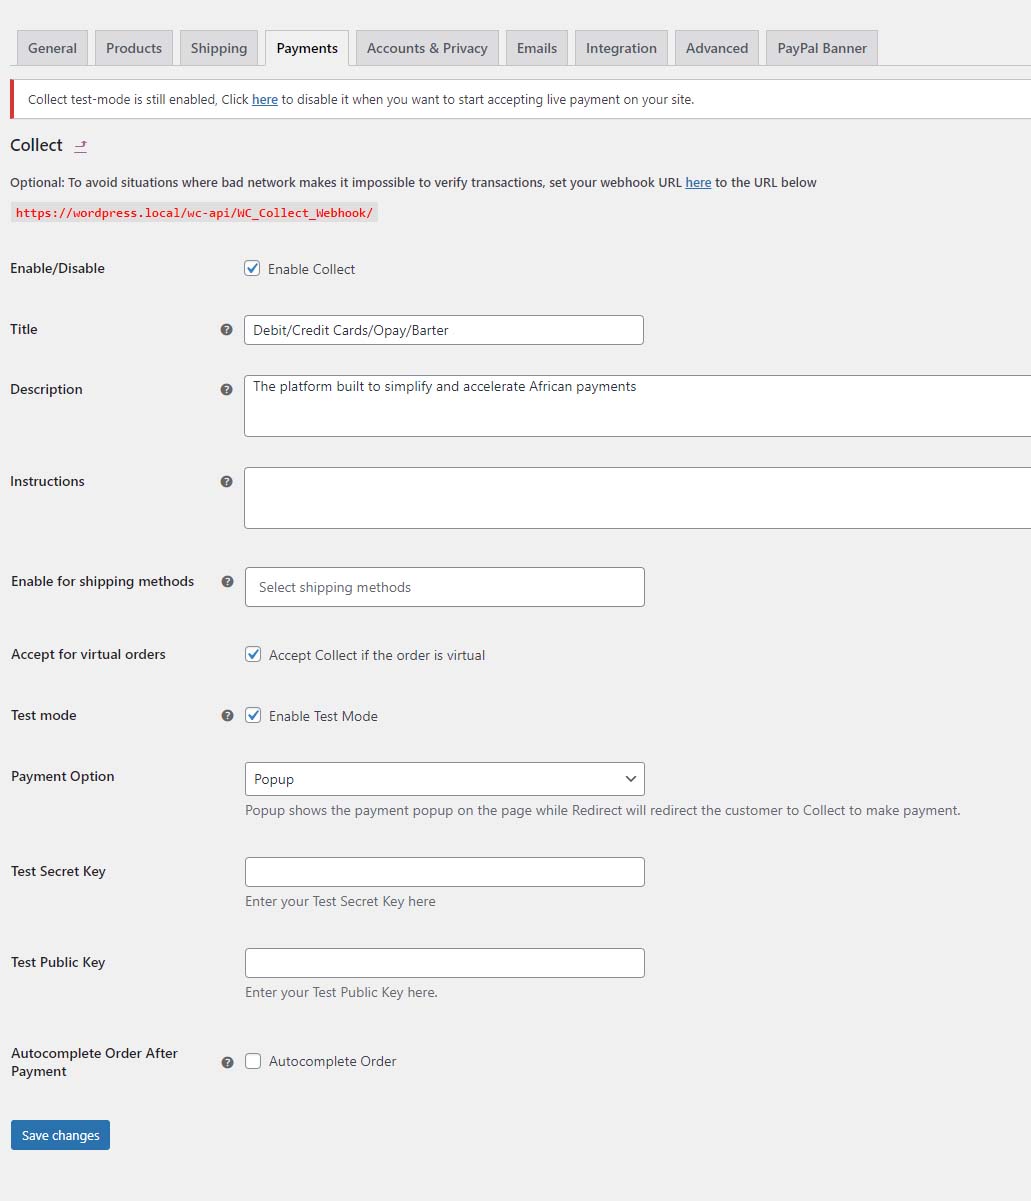 General Products Shipping Payments Accounts & Privacy Emails Integration Advanced PayPal Banner
Collect test-mode is still enabled, Click here to disable it when you want to start accepting live payment on your site.
Collect
Optional: To avoid situations where bad network makes it impossible to verify transactions, set your webhook URL here to the URL below
https://wordpress.local/wc-api/WC_Collect_Webhook/
Enable/Disable Enable Collect
Title ? Debit/Credit Cards/Opay/Barter
Description ? The platform built to simplify and accelerate African payments
Instructions ?
Enable for shipping methods ? Select shipping methods
Accept for virtual orders Accept Collect if the order is virtual
Test mode ? Enable Test Mode
Payment Option Popup
Popup shows the payment popup on the page while Redirect will redirect the customer to Collect to make payment.
Test Secret Key
Enter your Test Secret Key here
Test Public Key
Enter your Test Public Key here.
Autocomplete Order After
Payment ? Autocomplete Order
Save changes